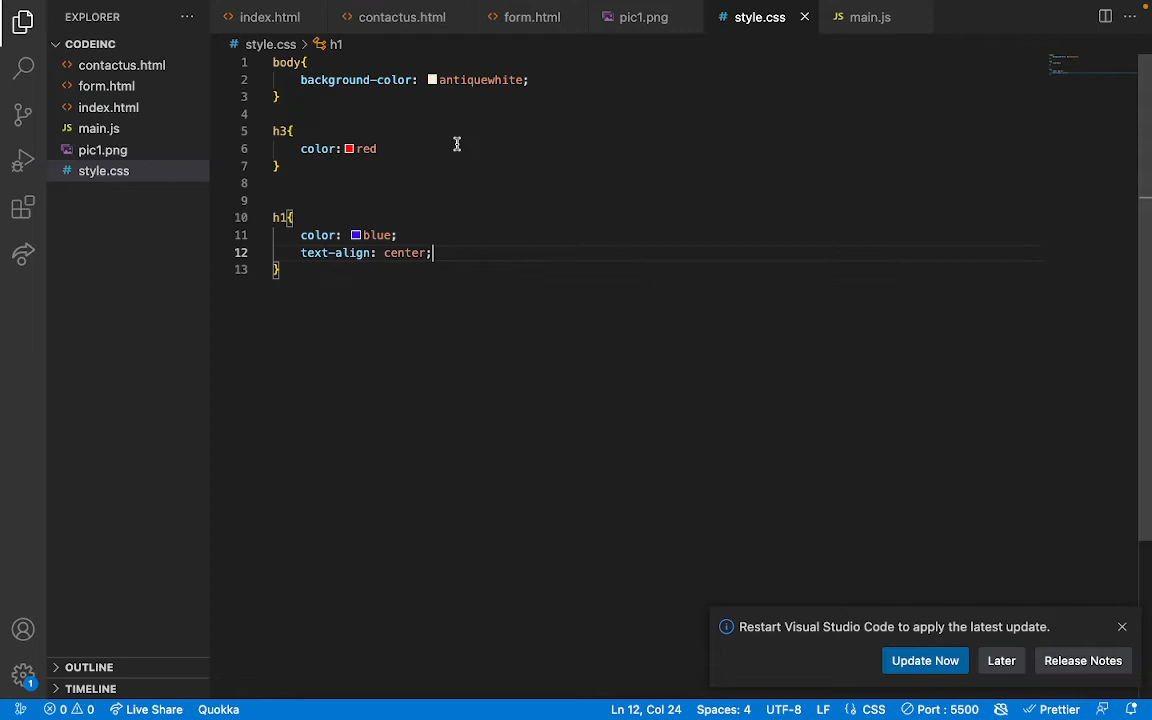 EXPLORER
index.html
contactus.html
form.html
pic1.png
# style.css
JS main.js
CODEINC
# style.css > h1
contactus.html
form.html
index.html
JS main.js
pic1.png
# style.css
1 body{
2 background-color: antiquewhite;
3 }
4
5 h3{
6 color: red
7 }
8
9
10 h1{
11 color: blue;
12 text-align: center;
13 }
Restart Visual Studio Code to apply the latest update.
Update Now
Later
Release Notes
1
OUTLINE
TIMELINE
0 0 Live Share Quokka Ln 12, Col 24 Spaces: 4 UTF-8 LF {} CSS Port : 5500 Prettier